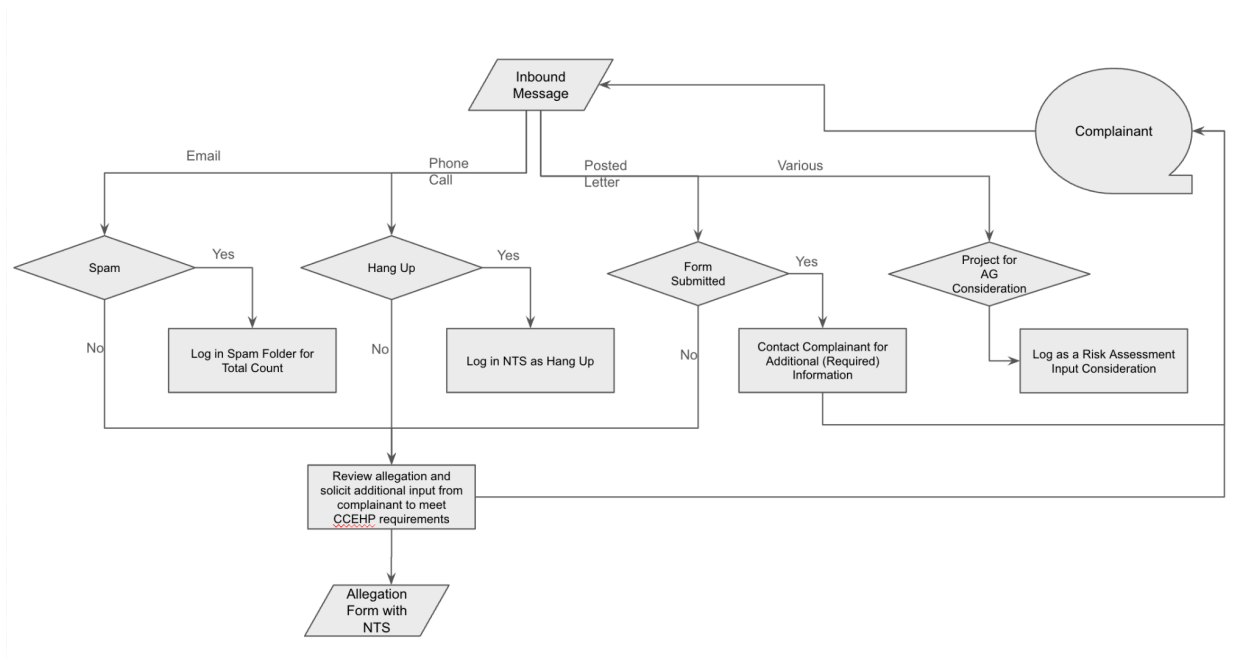 Inbound
Message
Complainant
Email
Phone
Call
Posted
Letter
Various
Spam
Yes
Hang Up
Yes
Form
Submitted
Yes
Project for
AG
Consideration
No
Log in Spam Folder for
Total Count
No
Log in NTS as Hang Up
No
Contact Complainant for
Additional (Required)
Information
Log as a Risk Assessment
Input Consideration
Review allegation and
solicit additional input from
complainant to meet
CCEHP requirements
Allegation
Form with
NTS